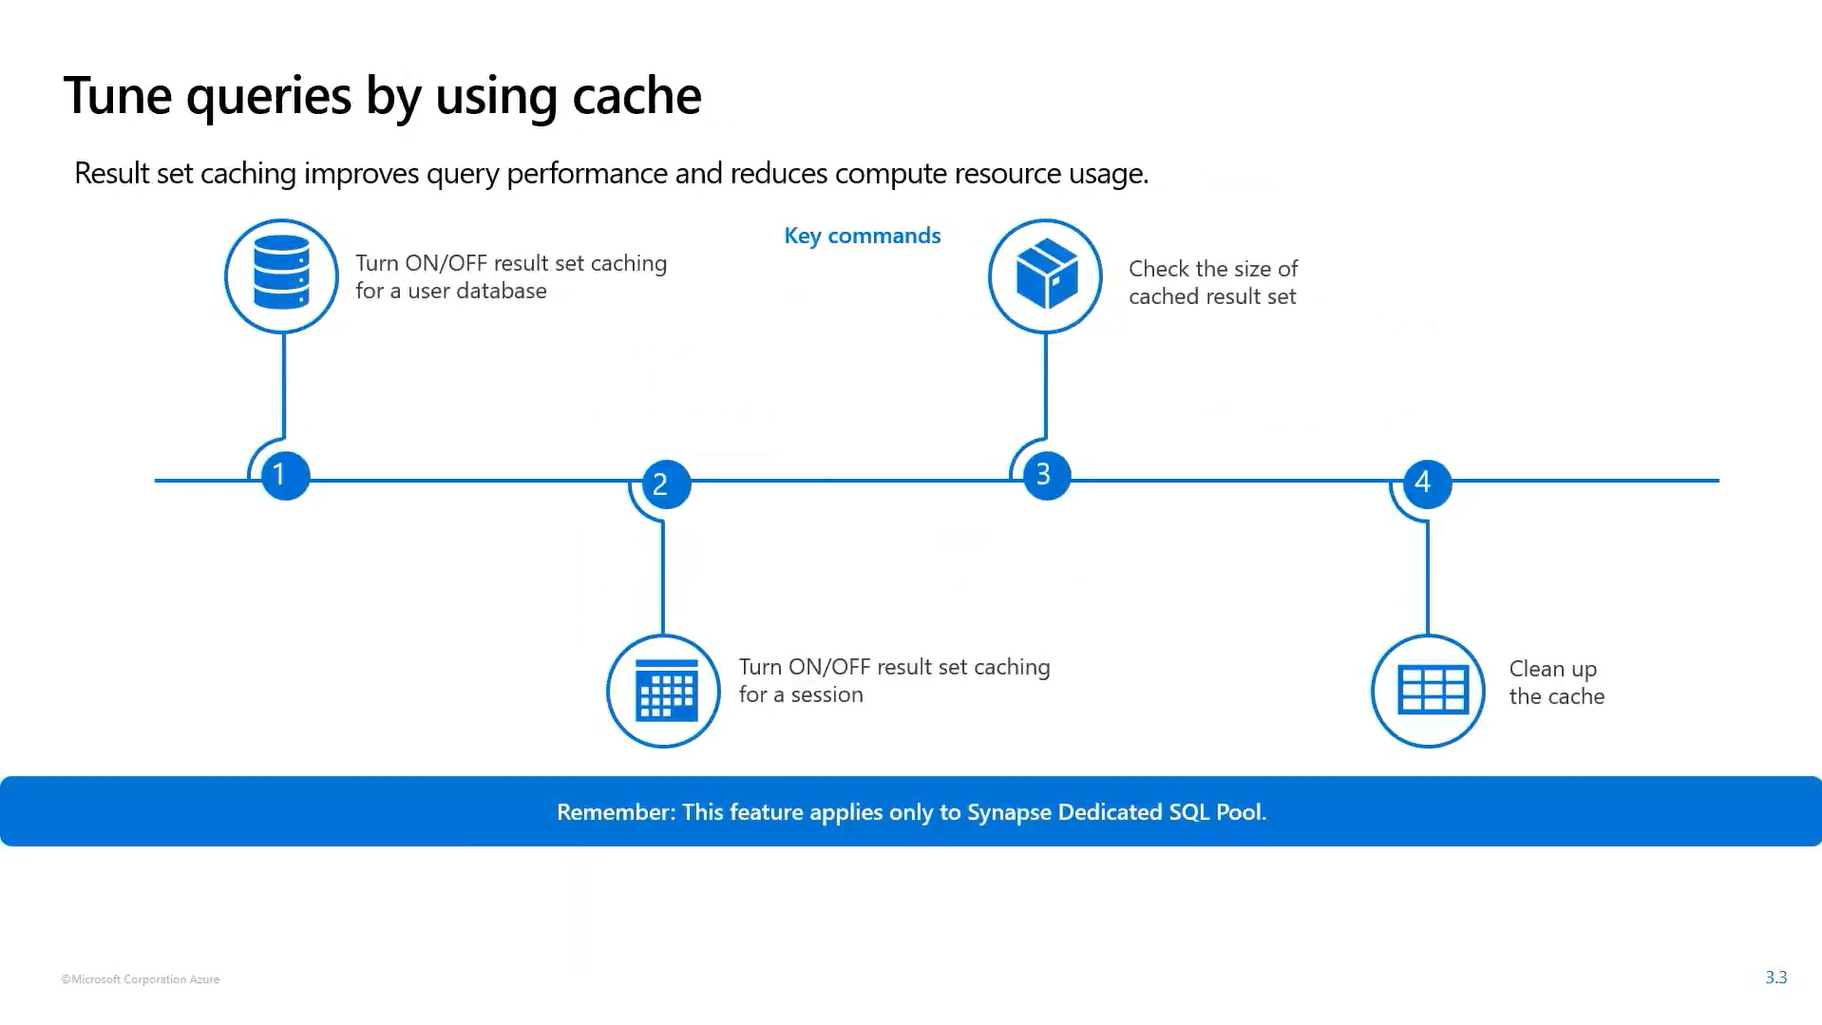 Tune queries by using cache
Result set caching improves query performance and reduces compute resource usage.
Key commands
Turn ON/OFF result set caching
for a user database
Check the size of
cached result set
1
2
3
4
Turn ON/OFF result set caching
for a session
Clean up
the cache
Remember: This feature applies only to Synapse Dedicated SQL Pool.
©Microsoft Corporation Azure
3.3